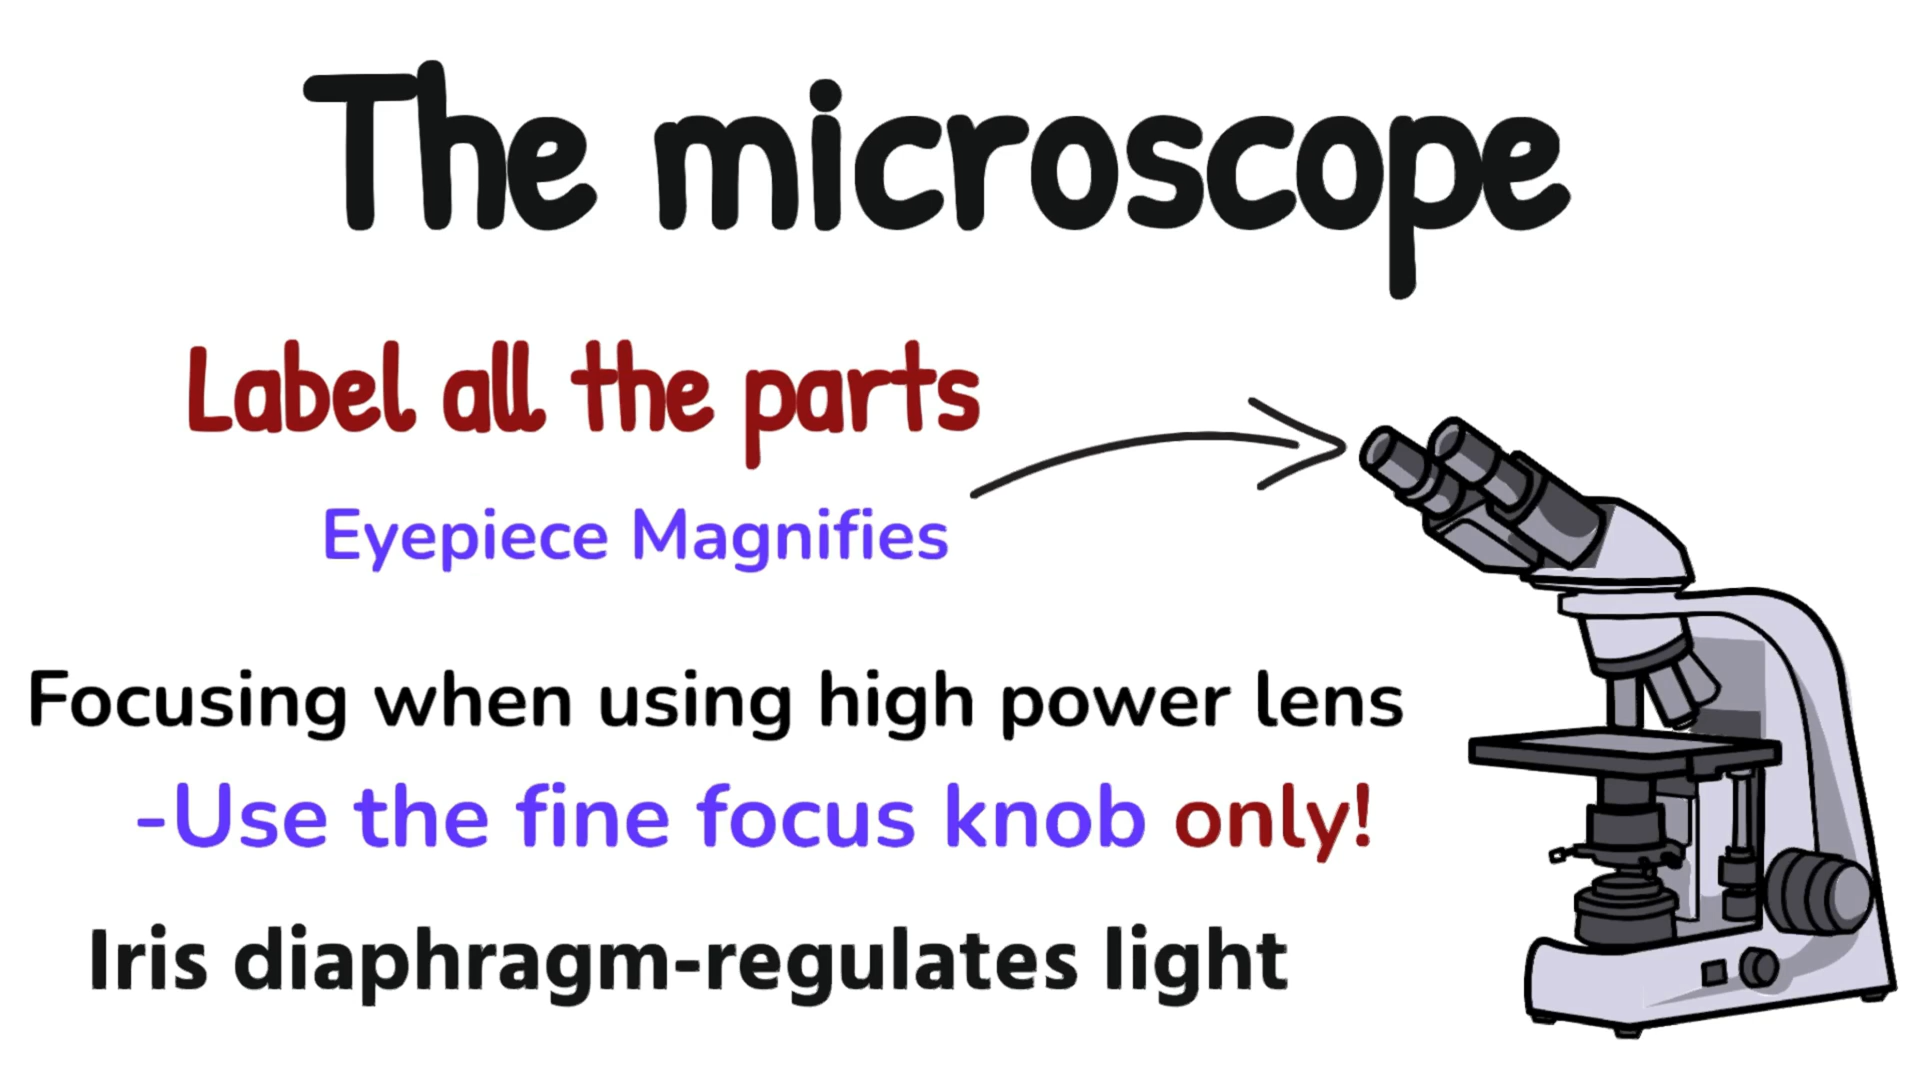 The microscope
Label all the parts
Eyepiece Magnifies
Focusing when using high power lens
-Use the fine focus knob only!
Iris diaphragm-regulates light